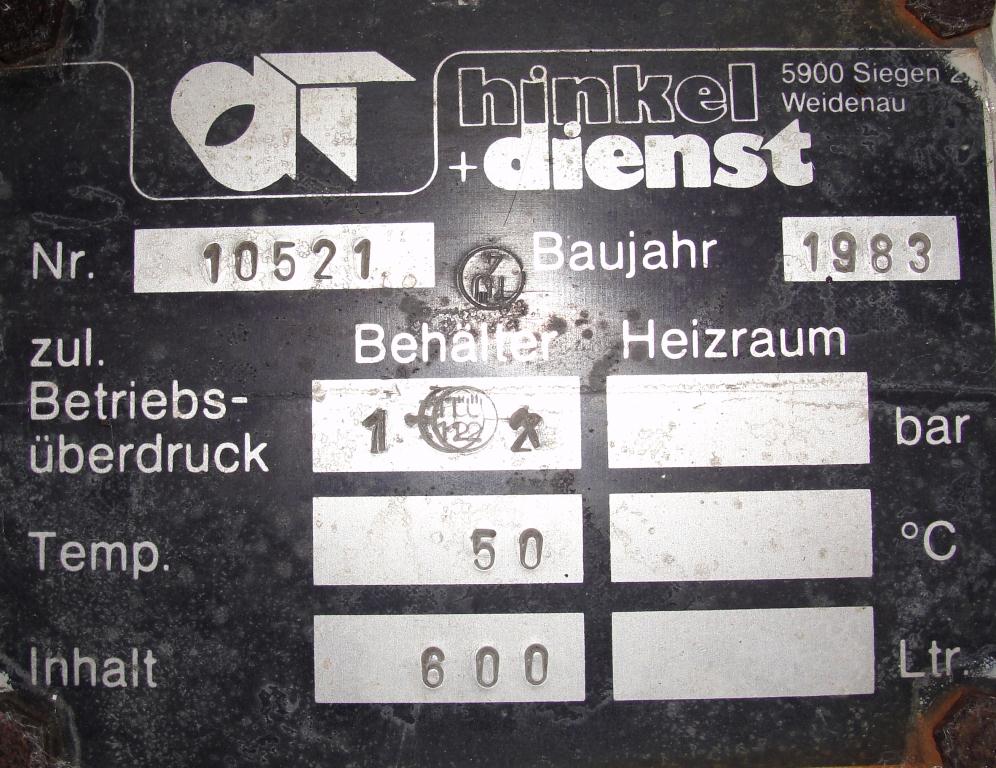 hinkel 5900 Siegen 2
+dienst Weidenau
Nr. 10521 Baujahr 1983
zul. Behälter Heizraum
Betriebs-
überdruck 1 bar
Temp. 50 °C
Inhalt 600 Ltr